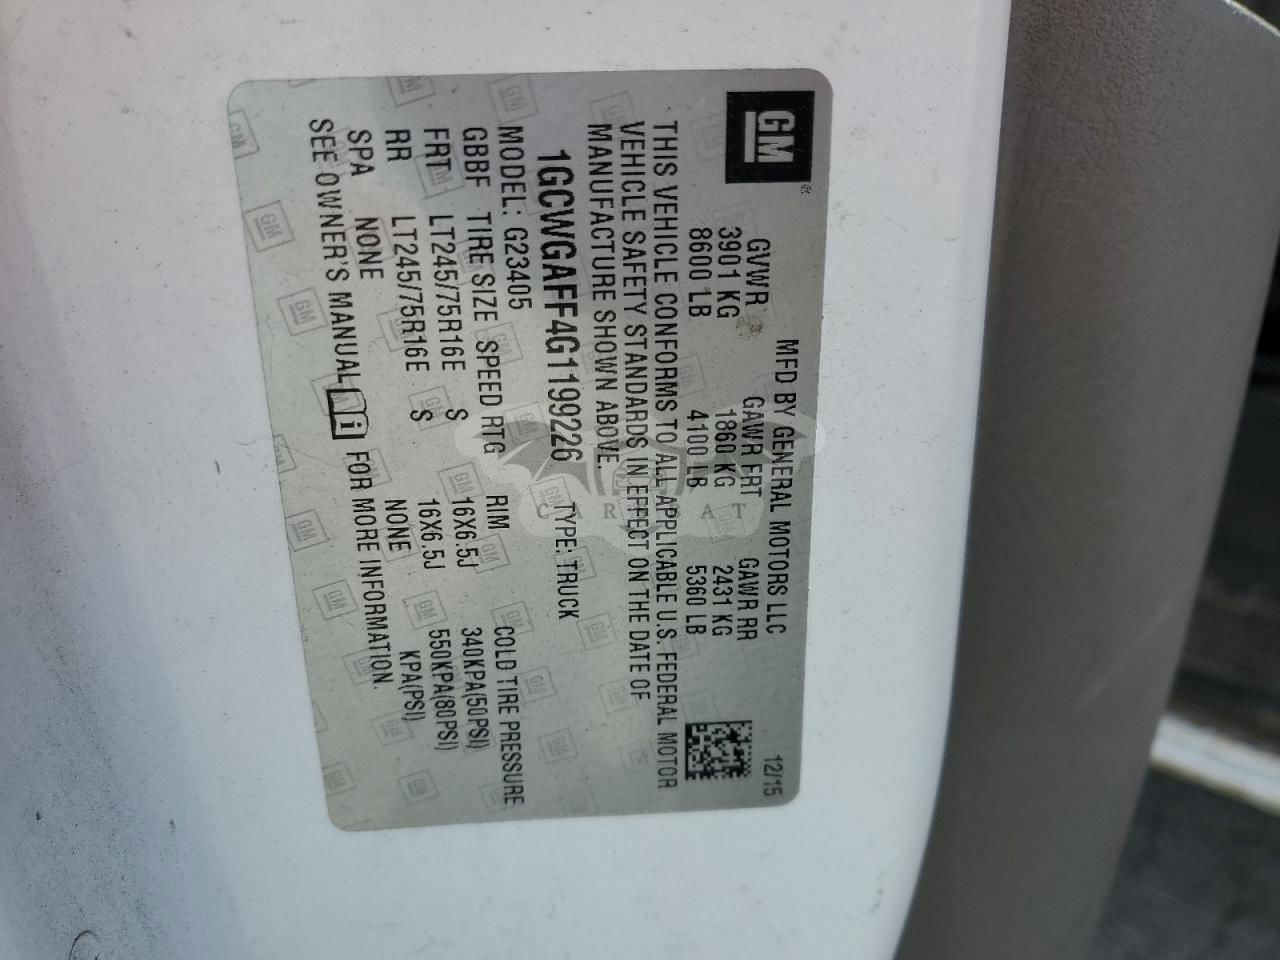 GM®
MFD BY GENERAL MOTORS LLC 12/15
GVWR GAWR FRT GAWR RR
3901 KG 1860 KG 2431 KG
8600 LB 4100 LB 5360 LB
THIS VEHICLE CONFORMS TO ALL APPLICABLE U.S. FEDERAL MOTOR
VEHICLE SAFETY STANDARDS IN EFFECT ON THE DATE OF
MANUFACTURE SHOWN ABOVE.
1GCWGAFF4G1199226 TYPE: TRUCK
MODEL: G23405
GBBF TIRE SIZE SPEED RTG RIM COLD TIRE PRESSURE
FRT LT245/75R16E S 16X6.5J 340KPA(50PSI)
RR LT245/75R16E S 16X6.5J 550KPA(80PSI)
SPA NONE NONE KPA(PSI)
SEE OWNER'S MANUAL i FOR MORE INFORMATION.